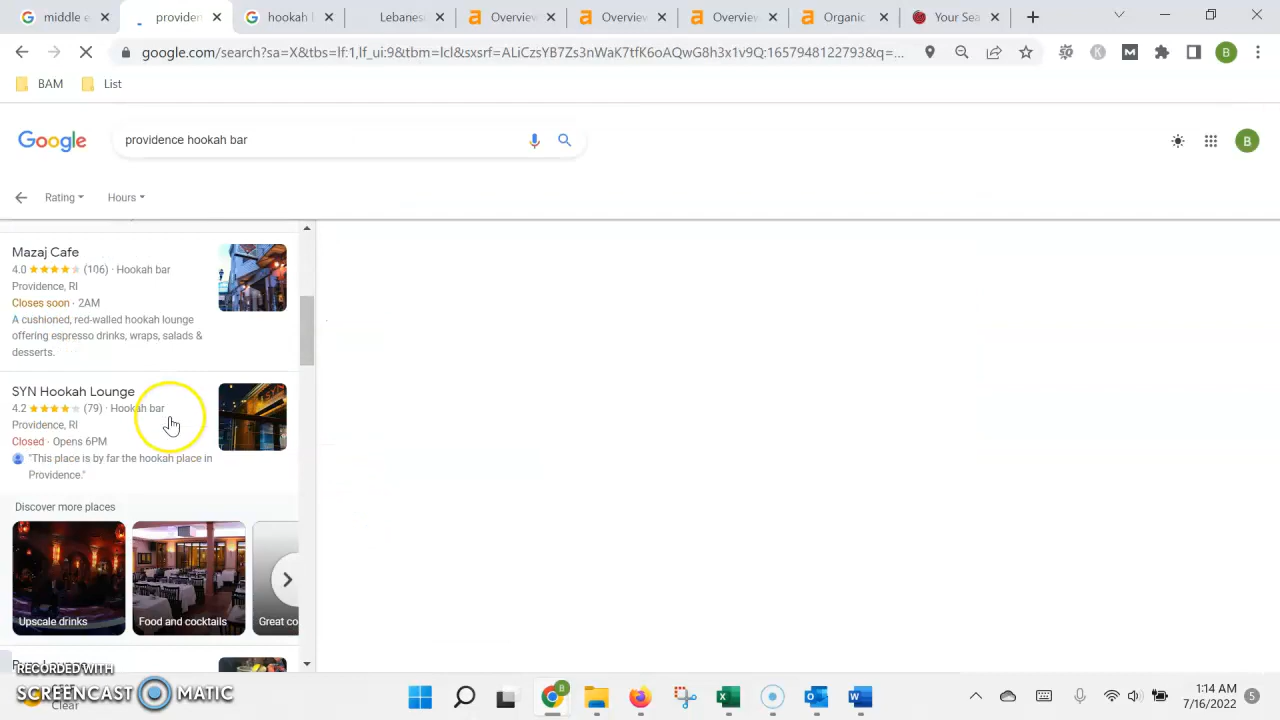 middle e
providen
hookah l
Lebanes
Overview
Overview
Overview
Organic
Your Sea
google.com/search?sa=X&tbs=lf:1,lf_ui:9&tbm=lcl&sxsrf=ALiCzsYB7Zs3nWaK7tfK6oAQwG8h3x1v9Q:1657948122793&q=...
B
BAM
List
Google
providence hookah bar
B
Rating
Hours
Mazaj Cafe
4.0 (106) · Hookah bar
Providence, RI
Closes soon · 2AM
A cushioned, red-walled hookah lounge
offering espresso drinks, wraps, salads &
desserts.
SYN Hookah Lounge
4.2 (79) · Hookah bar
Providence, RI
Closed · Opens 6PM
"This place is by far the hookah place in
Providence."
Discover more places
Upscale drinks
Food and cocktails
Great co
RECORDED WITH
SCREENCAST MATIC
Clear
1:14 AM
7/16/2022
5